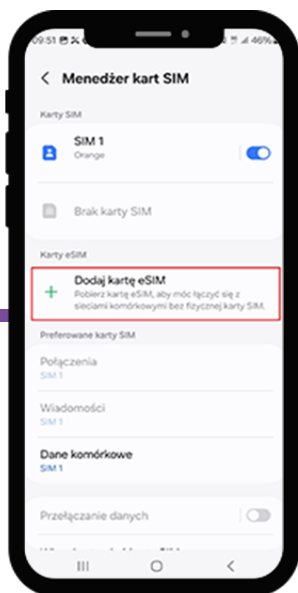 09:51
46%
Menedżer kart SIM
Karty SIM
SIM 1
Orange
Brak karty SIM
Karty eSIM
Dodaj kartę eSIM
Pobierz kartę eSIM, aby móc łączyć się z
sieciami komórkowymi bez fizycznej karty SIM.
Preferowane karty SIM
Połączenia
SIM 1
Wiadomości
SIM 1
Dane komórkowe
SIM 1
Przełączanie danych